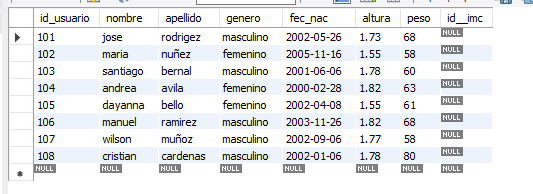 id_usuario nombre apellido genero fec_nac altura peso id__imc
101 jose rodrigez masculino 2002-05-26 1.73 68 NULL
102 maria nuñez femenino 2005-11-16 1.55 58 NULL
103 santiago bernal masculino 2001-06-06 1.78 60 NULL
104 andrea avila femenino 2000-02-28 1.82 63 NULL
105 dayanna bello femenino 2002-04-08 1.55 61 NULL
106 manuel ramirez masculino 2003-11-26 1.82 68 NULL
107 wilson muñoz masculino 2002-09-06 1.77 58 NULL
108 cristian cardenas masculino 2002-01-06 1.78 80 NULL
NULL NULL NULL NULL NULL NULL NULL NULL